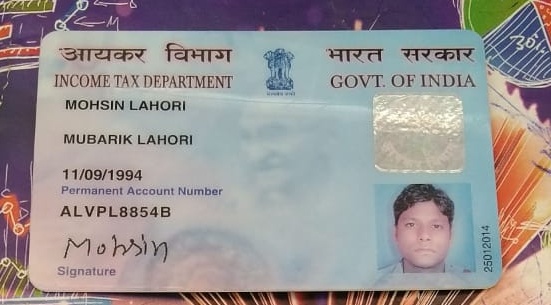 आयकर विभाग
भारत सरकार
INCOME TAX DEPARTMENT
GOVT. OF INDIA
MOHSIN LAHORI
MUBARIK LAHORI
11/09/1994
Permanent Account Number
ALVPL8854B
Mohsin
Signature
25012014